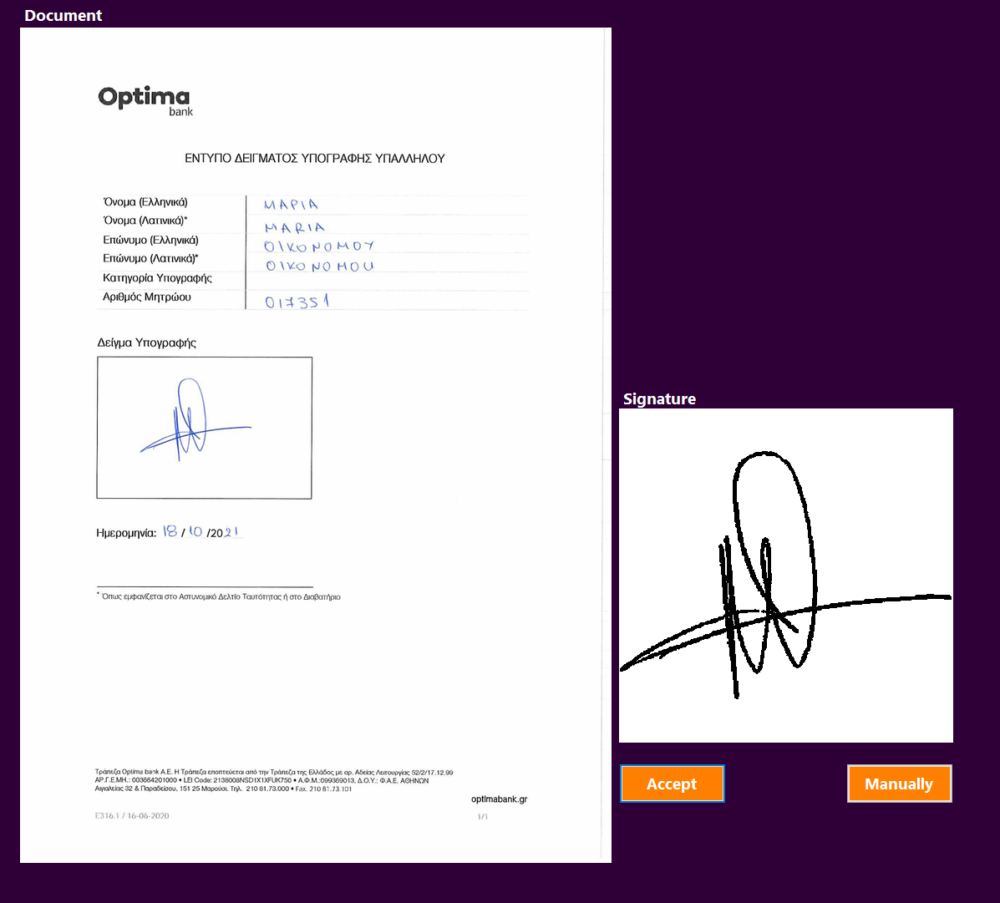 Document
Optima
bank
ΕΝΤΥΠΟ ΔΕΙΓΜΑΤΟΣ ΥΠΟΓΡΑΦΗΣ ΥΠΑΛΛΗΛΟΥ
Όνομα (Ελληνικά) ΜΑΡΙΑ
Όνομα (Λατινικά)* MARIA
Επώνυμο (Ελληνικά) ΟΙΚΟΝΟΜΟΥ
Επώνυμο (Λατινικά)* OIKONOMOU
Κατηγορία Υπογραφής
Αριθμός Μητρώου 017351
Δείγμα Υπογραφής
Ημερομηνία: 18 / 10 /2021
* Όπως εμφανίζεται στο Αστυνομικό Δελτίο Ταυτότητας ή στο Διαβατήριο
Τράπεζα Optima bank A.E. Η Τράπεζα εποπτεύεται από την Τράπεζα της Ελλάδος με αρ. Αδείας Λειτουργίας 52/2/17.12.99
ΑΡ.Γ.Ε.ΜΗ.: 003664201000 • LEI Code: 2138008NSD1X1XFUK750 • Α.Φ.Μ.:099369013, Δ.Ο.Υ.: Φ.Α.Ε. ΑΘΗΝΩΝ
Αιγιαλείας 32 & Παραδείσου, 151 25 Μαρούσι. Τηλ. 210 81.73.000 • Fax. 210 81.73.101
optimabank.gr
E316.1 / 16-06-2020 1/1
Signature
Accept Manually